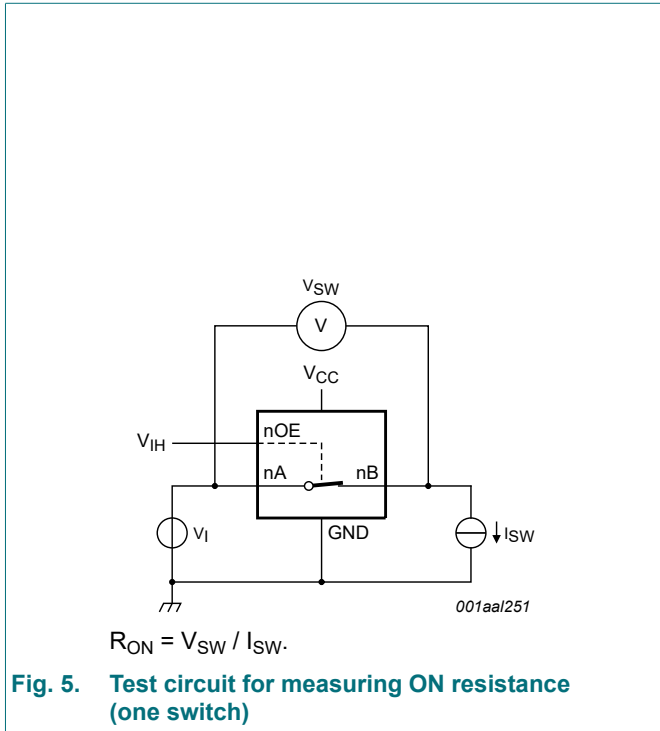 VSW
V
VCC
nOE
VIH
nA
nB
VI
GND
ISW
001aal251
RON = VSW / ISW.
Fig. 5. Test circuit for measuring ON resistance
(one switch)